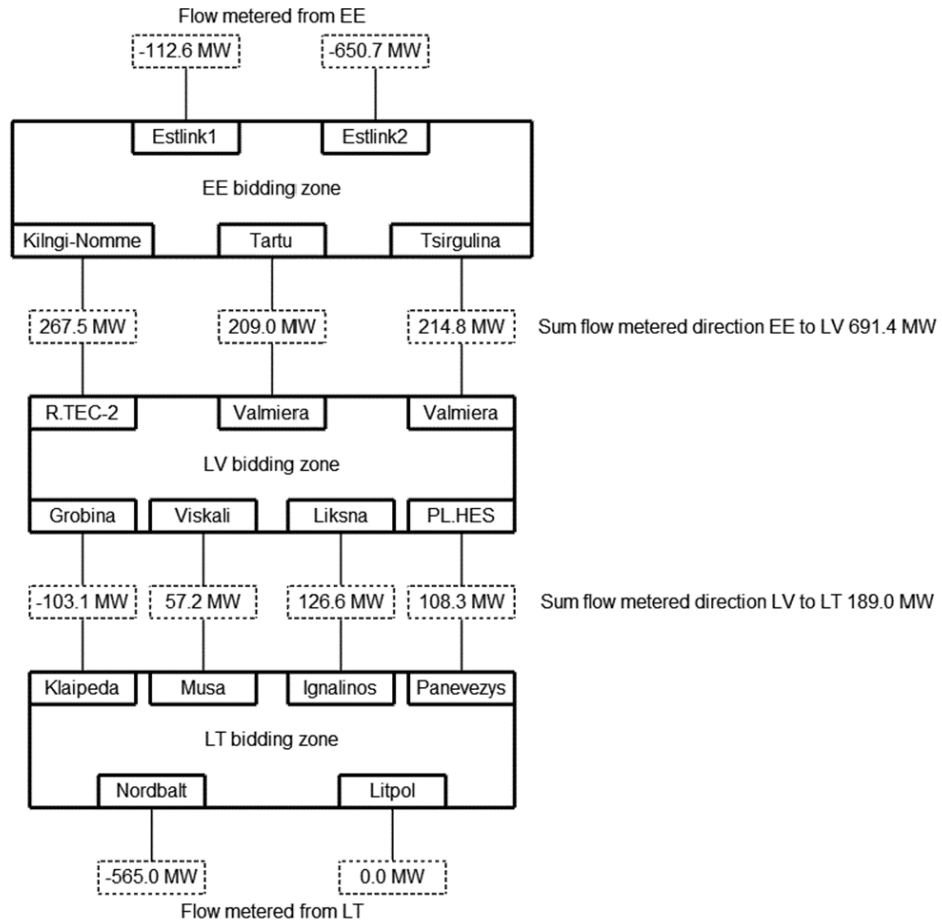 Flow metered from EE
-112.6 MW -650.7 MW
Estlink1 Estlink2
EE bidding zone
Kilngi-Nomme Tartu Tsirgulina
267.5 MW 209.0 MW 214.8 MW Sum flow metered direction EE to LV 691.4 MW
R.TEC-2 Valmiera Valmiera
LV bidding zone
Grobina Viskali Liksna PL.HES
-103.1 MW 57.2 MW 126.6 MW 108.3 MW Sum flow metered direction LV to LT 189.0 MW
Klaipeda Musa Ignalinos Panevezys
LT bidding zone
Nordbalt Litpol
-565.0 MW 0.0 MW
Flow metered from LT